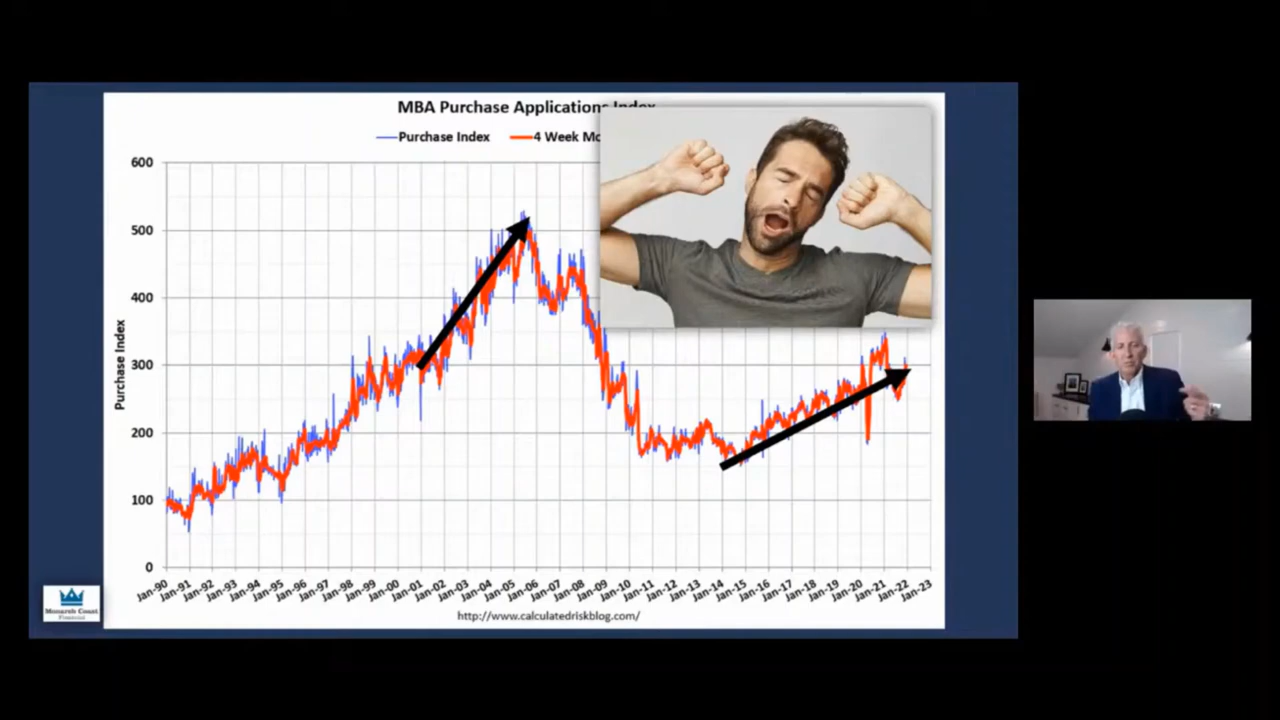 MBA Purchase Applications Index
Purchase Index
4 Week Mo
600
500
400
300
200
100
0
Purchase Index
Jan-90
Jan-91
Jan-92
Jan-93
Jan-94
Jan-95
Jan-96
Jan-97
Jan-98
Jan-99
Jan-00
Jan-01
Jan-02
Jan-03
Jan-04
Jan-05
Jan-06
Jan-07
Jan-08
Jan-09
Jan-10
Jan-11
Jan-12
Jan-13
Jan-14
Jan-15
Jan-16
Jan-17
Jan-18
Jan-19
Jan-20
Jan-21
Jan-22
Jan-23
http://www.calculatedriskblog.com/
Monarch Coast
Financial